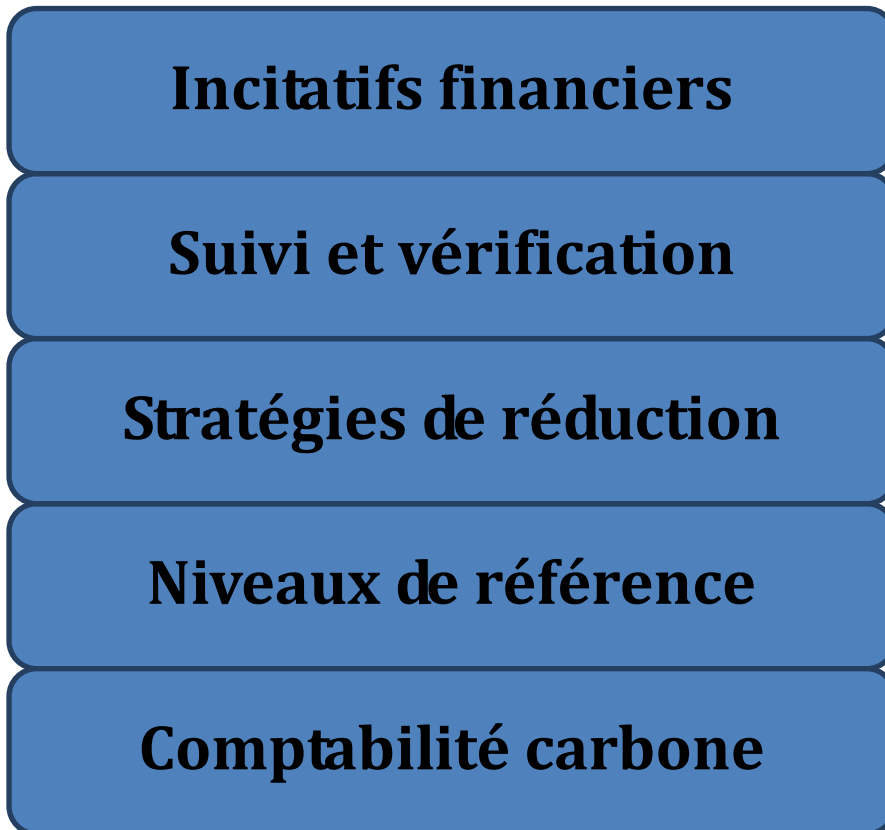 Incitatifs financiers
Suivi et vérification
Stratégies de réduction
Niveaux de référence
Comptabilité carbone